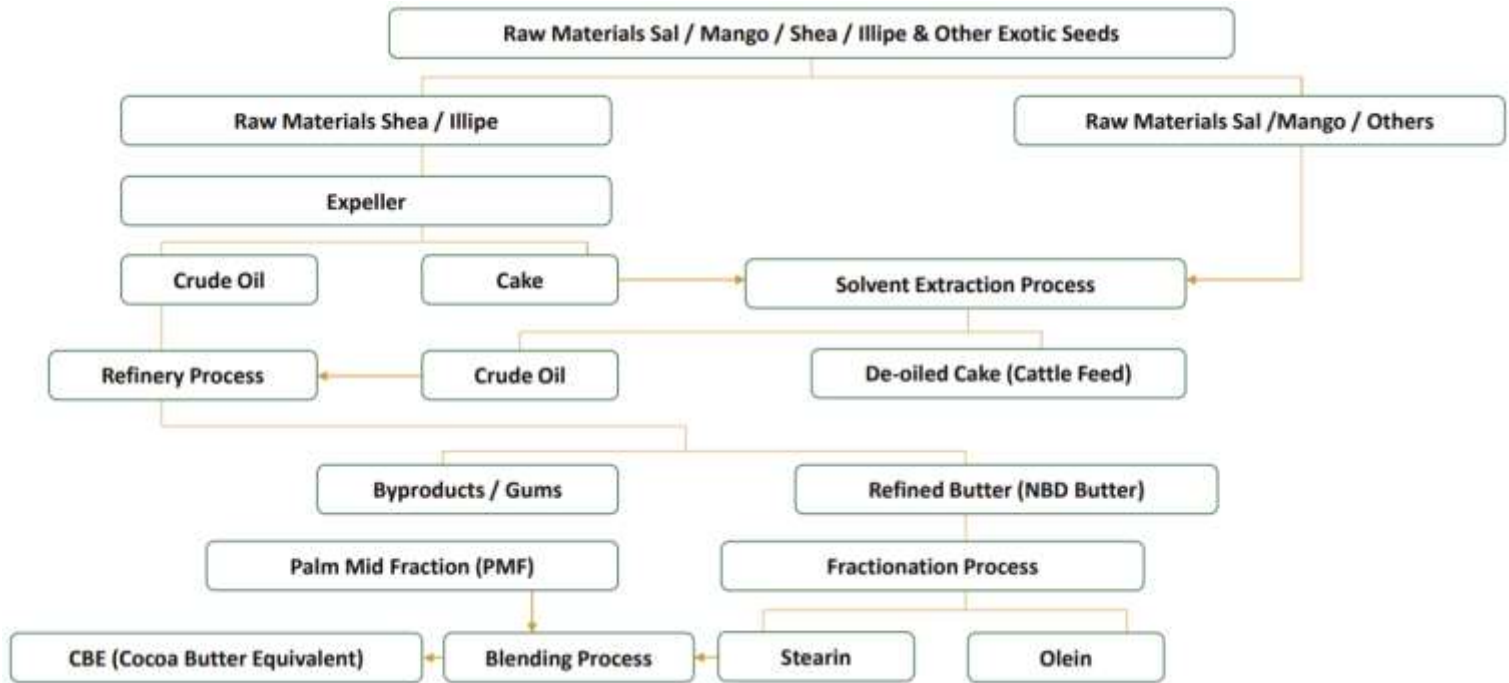 Raw Materials Sal / Mango / Shea / Illipe & Other Exotic Seeds
Raw Materials Shea / Illipe
Raw Materials Sal /Mango / Others
Expeller
Crude Oil
Cake
Solvent Extraction Process
Refinery Process
Crude Oil
De-oiled Cake (Cattle Feed)
Byproducts / Gums
Refined Butter (NBD Butter)
Palm Mid Fraction (PMF)
Fractionation Process
CBE (Cocoa Butter Equivalent)
Blending Process
Stearin
Olein